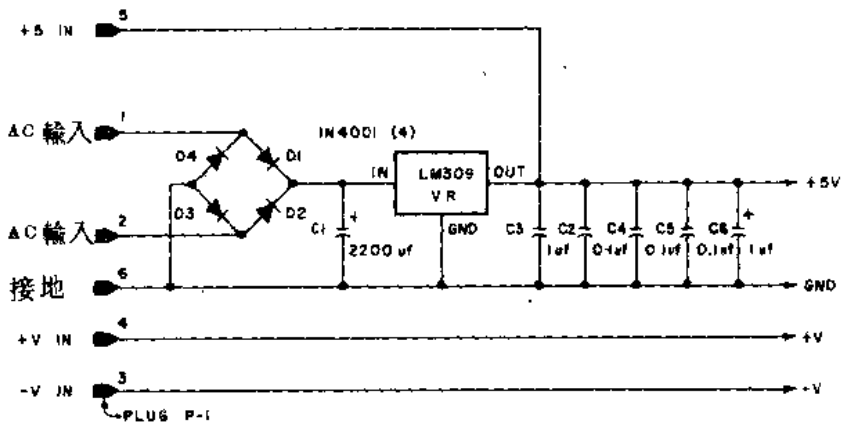 +5 IN 5
AC 輸入 1
IN4001 (4)
D4 D1
IN LM309 OUT
VR
+5V
D3 D2
AC 輸入 2
C1 + GND C3 C2 C4 C5 C6 +
2200 uf 1uf 0.1uf 0.1uf 0.1uf 1uf
接地 6
GND
+V IN 4 +V
-V IN 3 -V
PLUG P-1